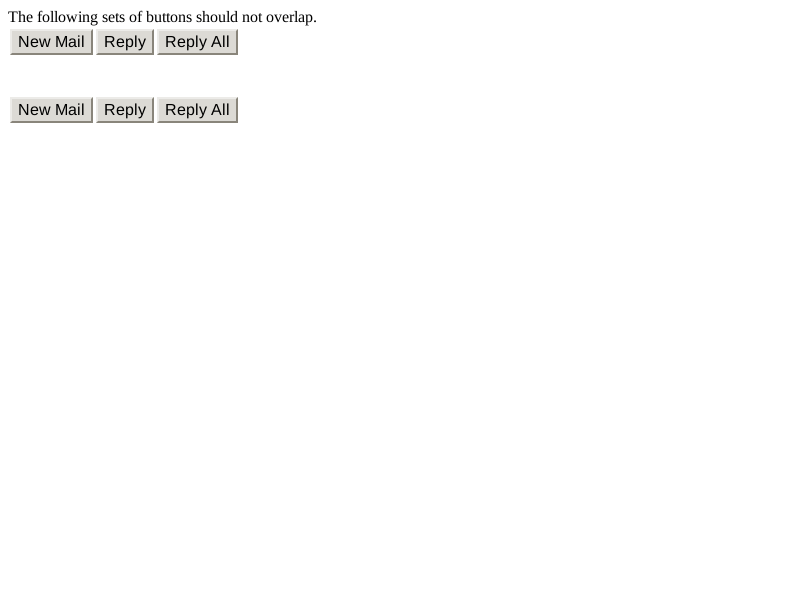 The following sets of buttons should not overlap.
New Mail Reply Reply All
New Mail Reply Reply All